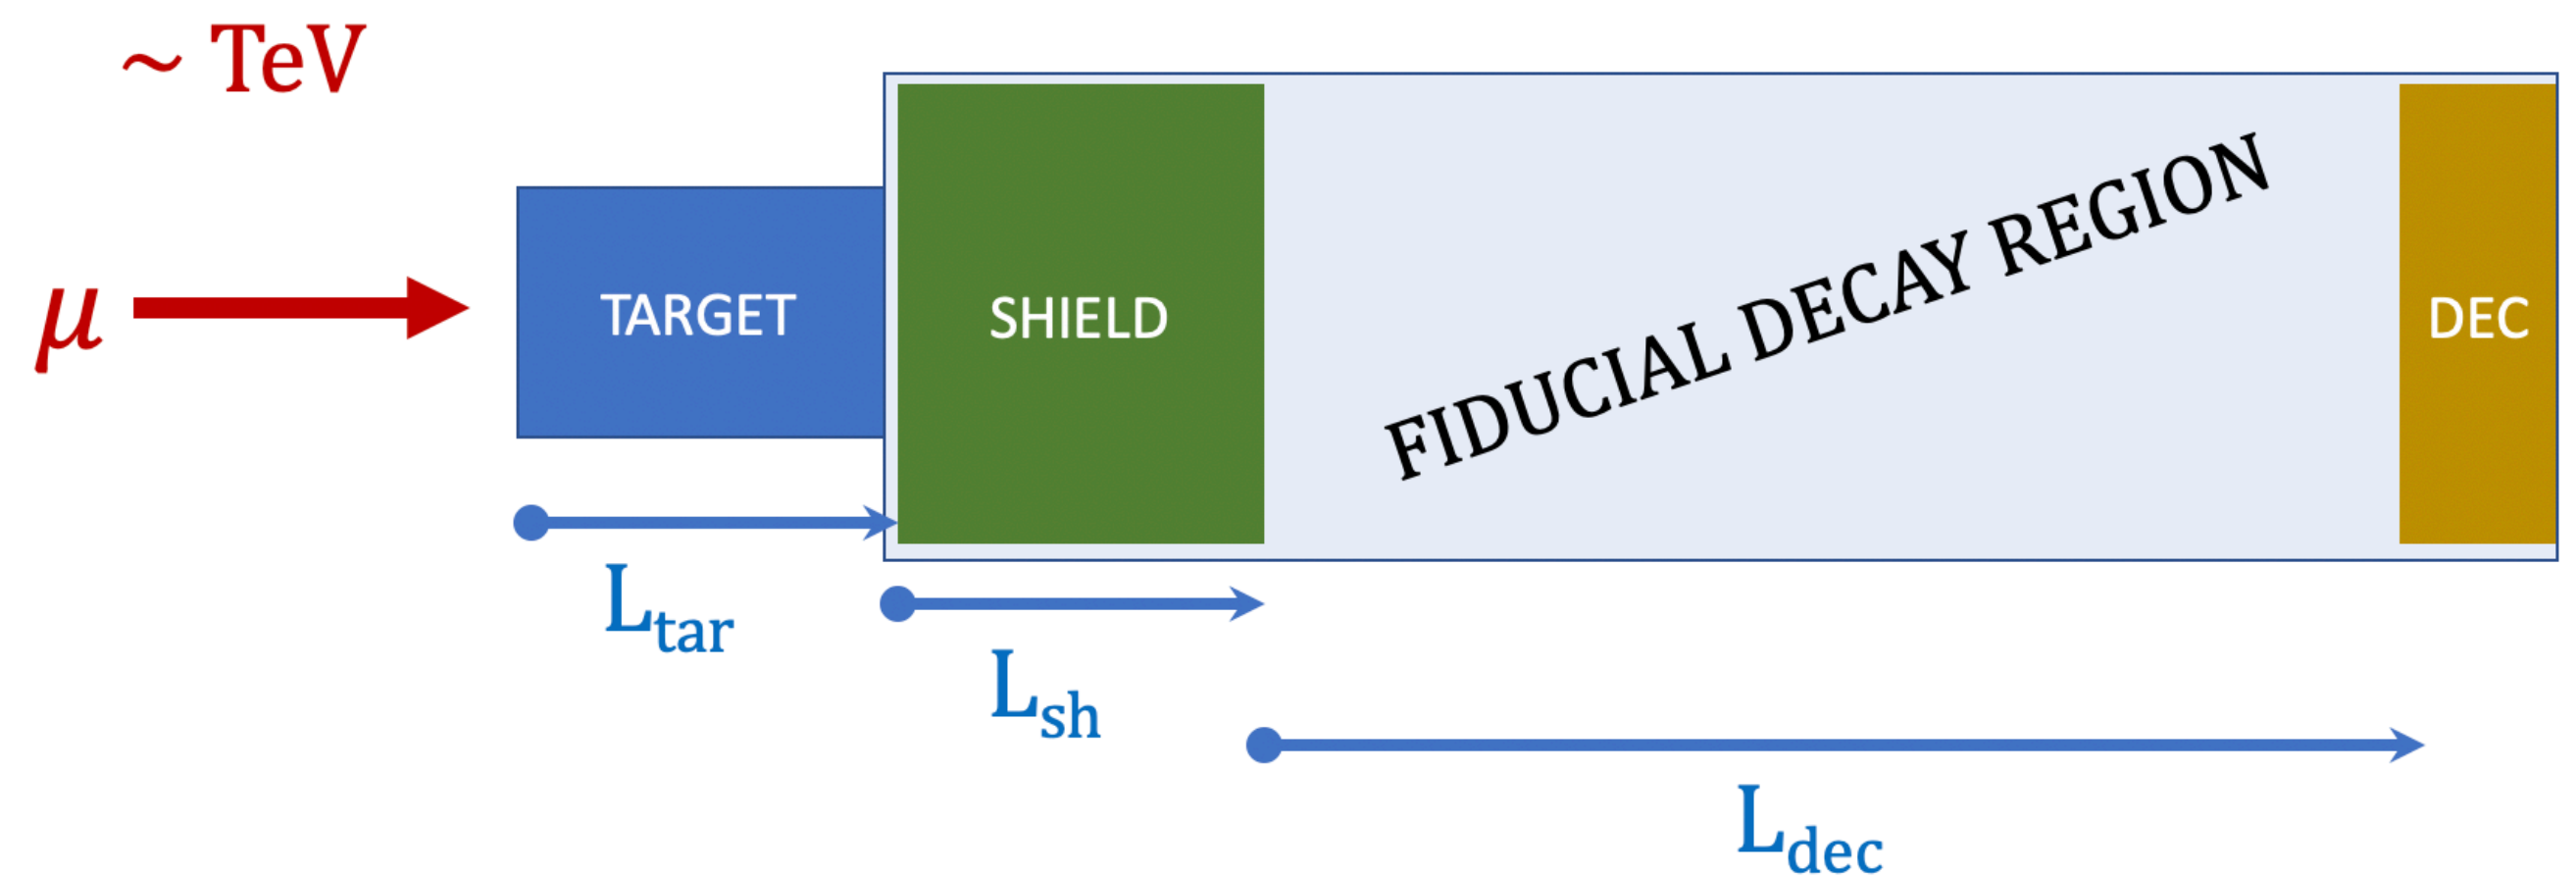 ~ TeV
μ
TARGET
SHIELD
FIDUCIAL DECAY REGION
DEC
L_tar
L_sh
L_dec